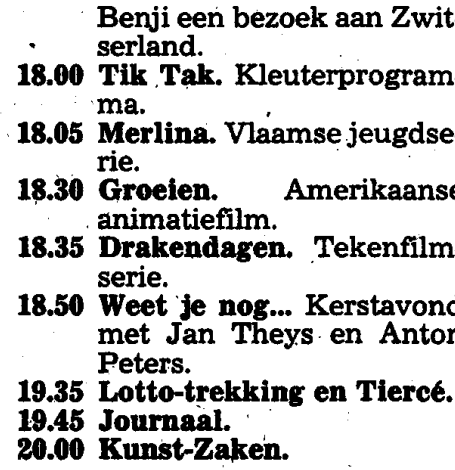 Benji een bezoek aan Zwit
serland.
18.00 Tik Tak. Kleuterprogram
ma.
18.05 Merlina. Vlaamse jeugdse
rie.
18.30 Groeien. Amerikaanse
animatiefilm.
18.35 Drakendagen. Tekenfilm
serie.
18.50 Weet je nog... Kerstavond
met Jan Theys en Anton
Peters.
19.35 Lotto-trekking en Tiercé.
19.45 Journaal.
20.00 Kunst-Zaken.